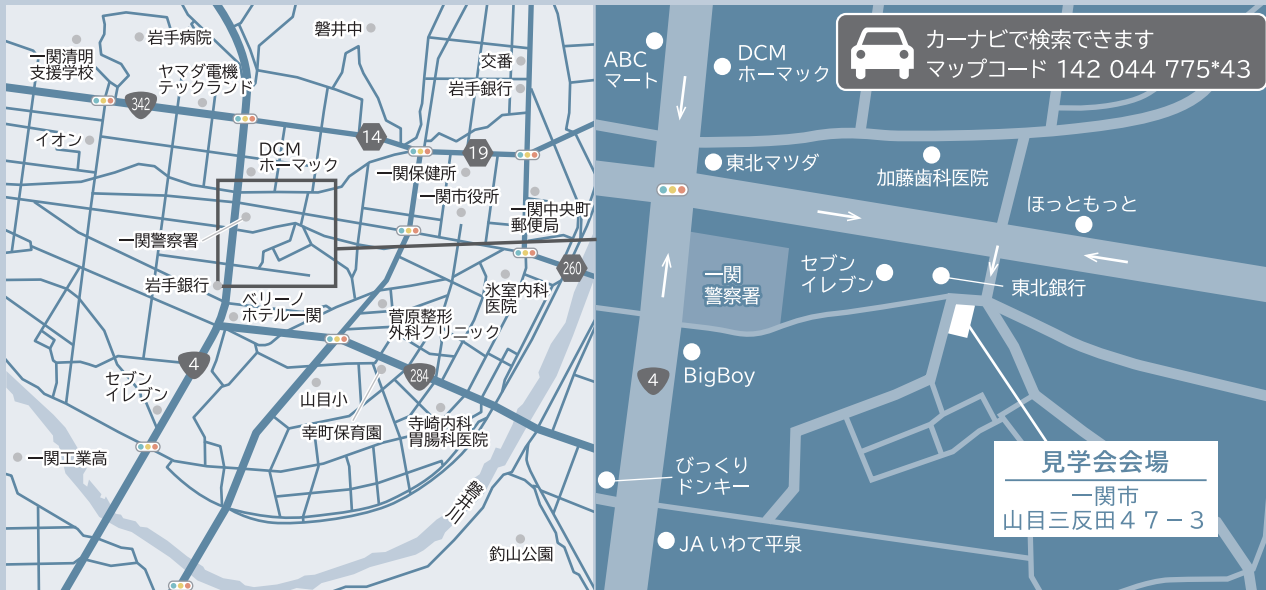 岩手病院
磐井中
一関清明
支援学校
ヤマダ電機
テックランド
交番
岩手銀行
342
イオン
14
19
DCM
ホーマック
一関保健所
一関市役所
一関中央町
郵便局
一関警察署
岩手銀行
260
氷室内科
医院
ベリーノ
ホテル一関
菅原整形
外科クリニック
4
284
セブン
イレブン
山目小
幸町保育園
寺崎内科
胃腸科医院
一関工業高
磐井川
釣山公園
カーナビで検索できます
マップコード 142 044 775*43
ABC
マート
DCM
ホーマック
東北マツダ
加藤歯科医院
ほっともっと
一関
警察署
セブン
イレブン
東北銀行
4
BigBoy
びっくり
ドンキー
JA いわて平泉
見学会会場
一関市
山目三反田４７－３